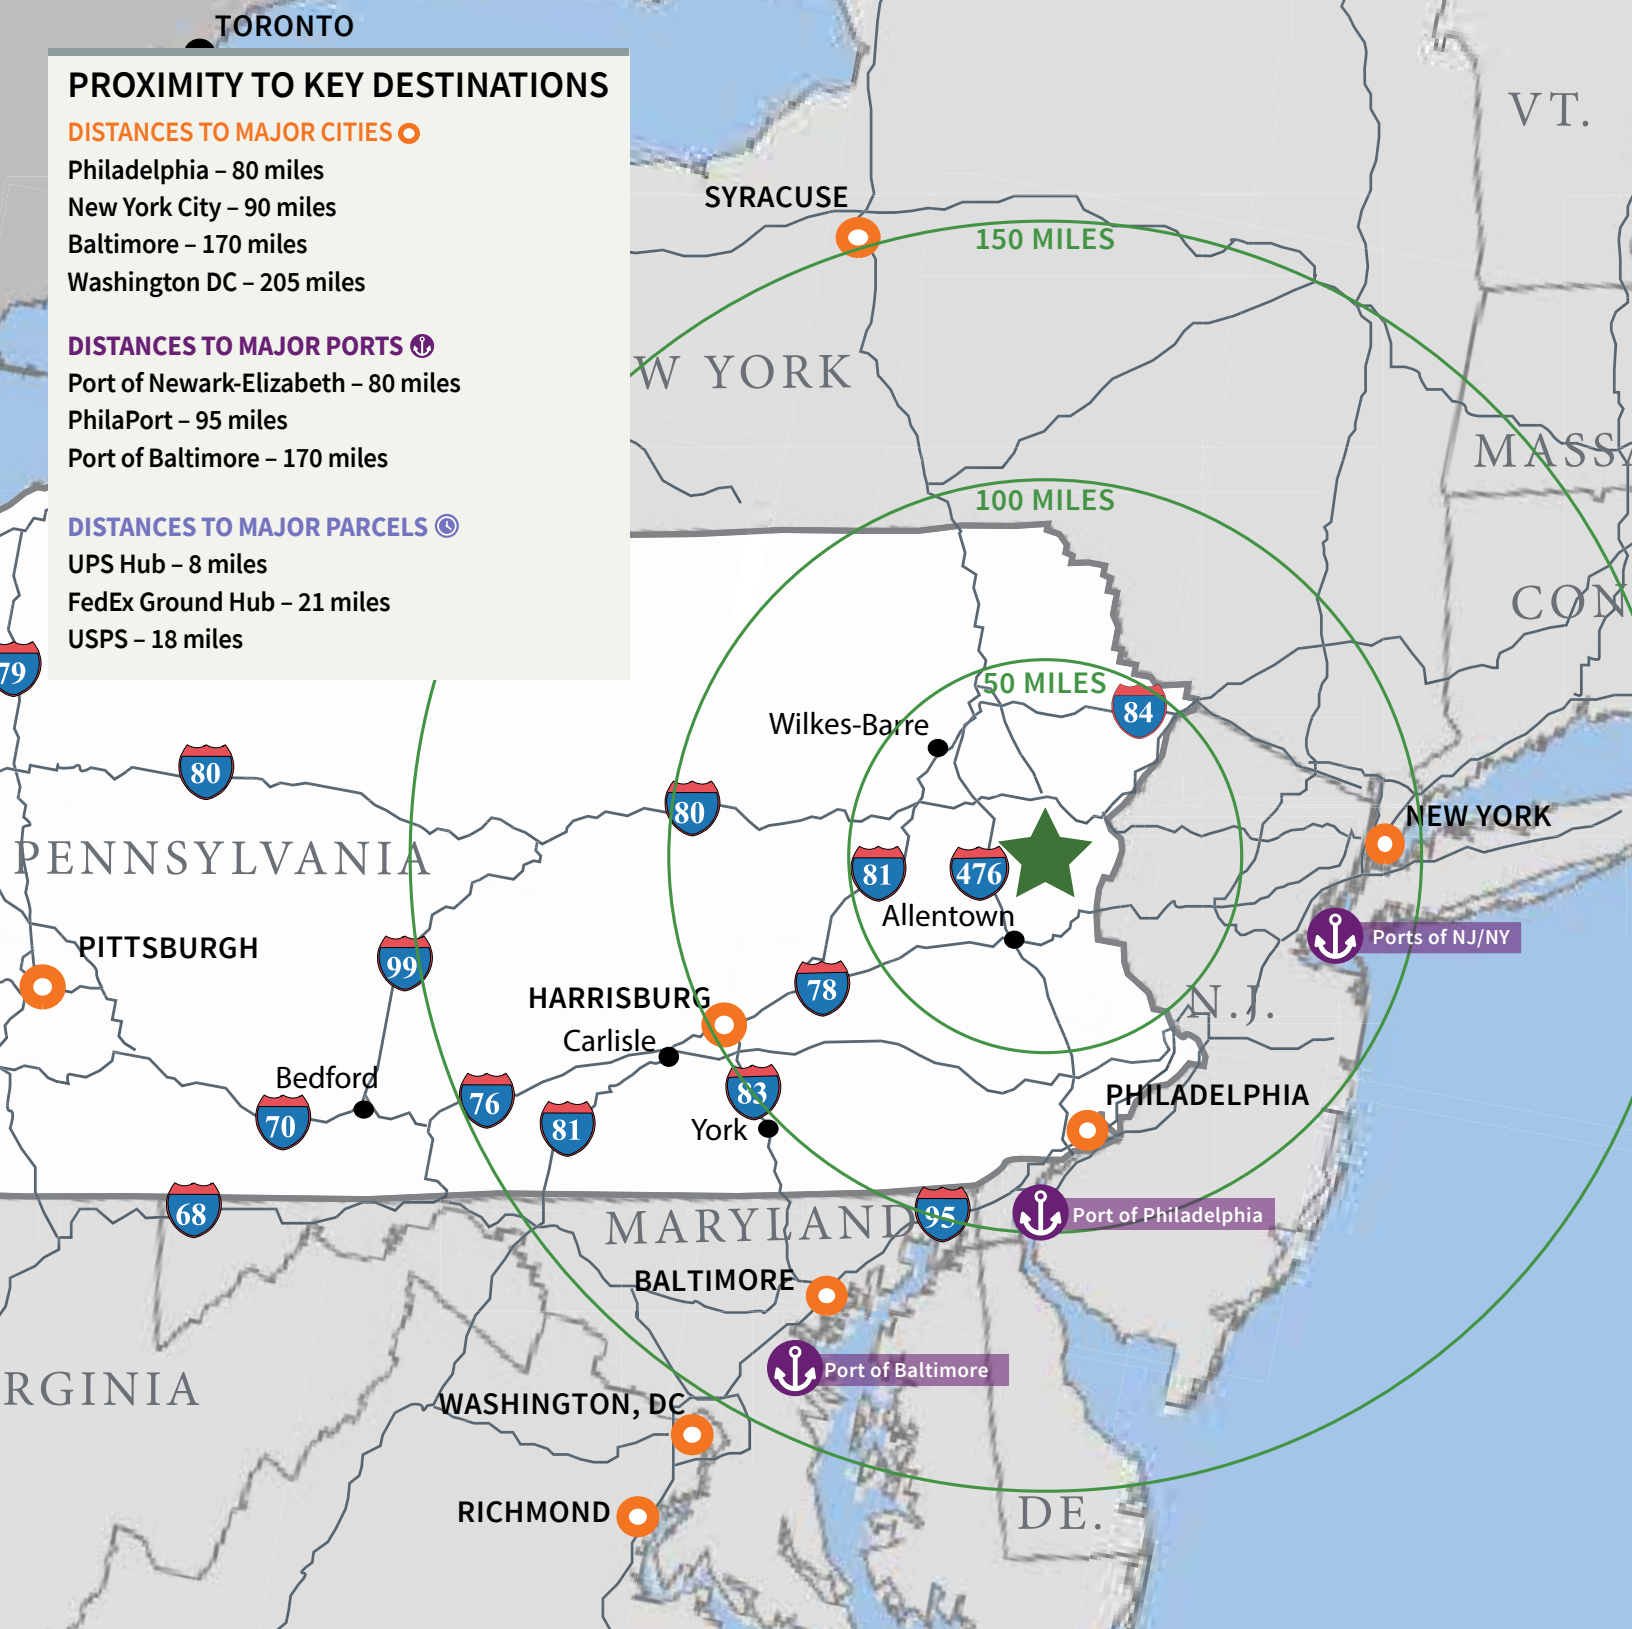 TORONTO
PROXIMITY TO KEY DESTINATIONS
DISTANCES TO MAJOR CITIES
Philadelphia – 80 miles
New York City – 90 miles
Baltimore – 170 miles
Washington DC – 205 miles
DISTANCES TO MAJOR PORTS
Port of Newark-Elizabeth – 80 miles
PhilaPort – 95 miles
Port of Baltimore – 170 miles
DISTANCES TO MAJOR PARCELS
UPS Hub – 8 miles
FedEx Ground Hub – 21 miles
USPS – 18 miles
VT.
SYRACUSE
150 MILES
W YORK
MASSA
100 MILES
CON
79
50 MILES
84
Wilkes-Barre
80
80
NEW YORK
PENNSYLVANIA
81
476
Allentown
Ports of NJ/NY
PITTSBURGH
99
78
HARRISBURG
N.J.
Carlisle
Bedford
76
83
PHILADELPHIA
70
81
York
68
95
Port of Philadelphia
MARYLAND
BALTIMORE
Port of Baltimore
RGINIA
WASHINGTON, DC
RICHMOND
DE.